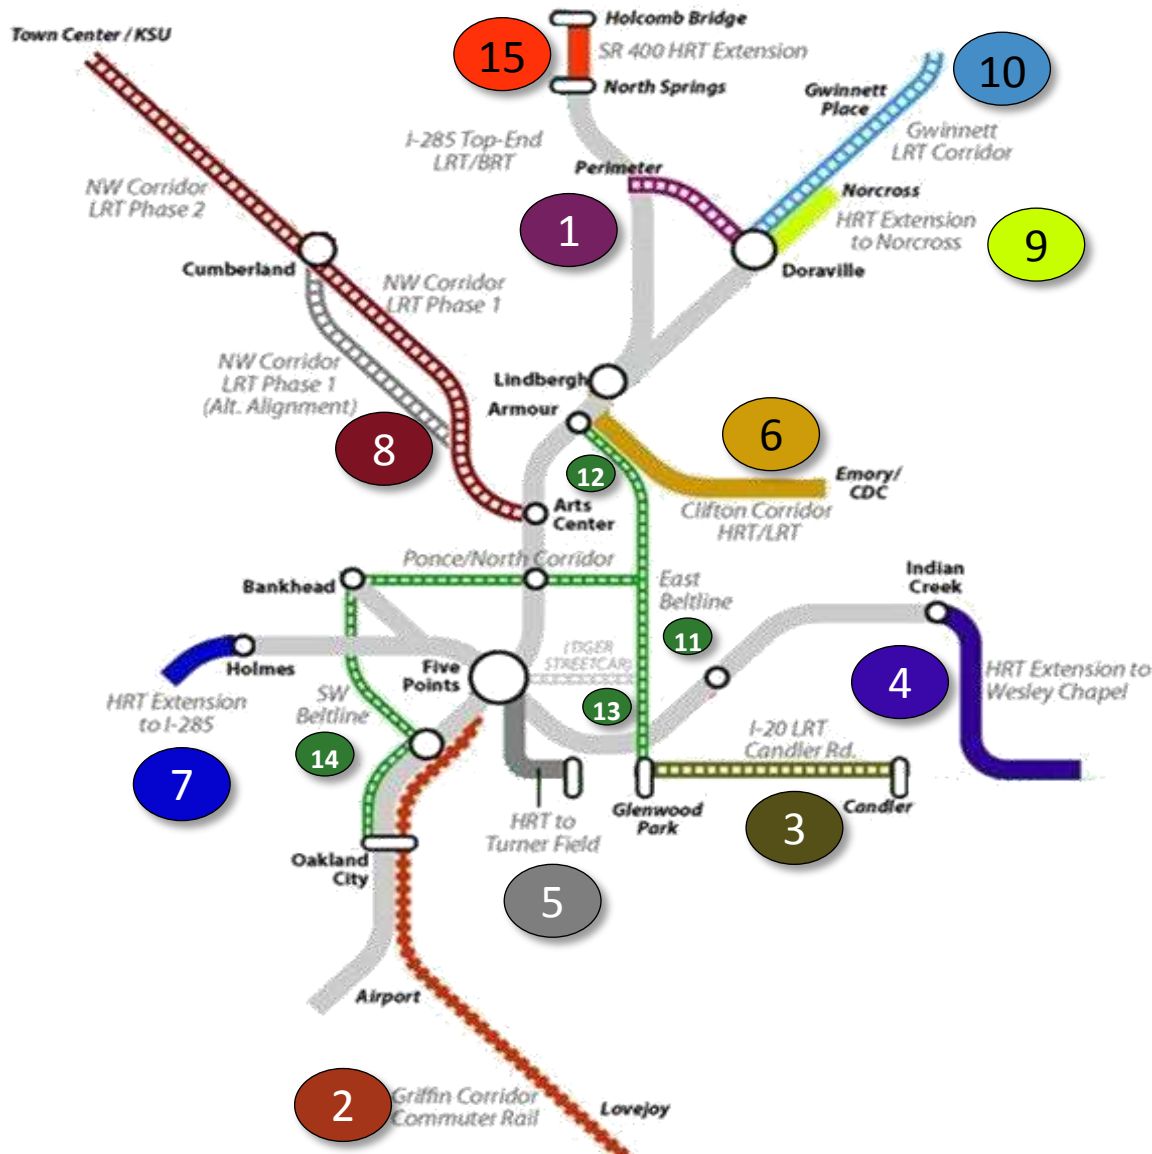 Holcomb Bridge
Town Center / KSU
15
SR 400 HRT Extension
North Springs
10
Gwinnett
Place
Gwinnett
LRT Corridor
I-285 Top-End
LRT/BRT
Perimeter
NW Corridor
LRT Phase 2
Norcross
1
HRT Extension
to Norcross
9
Cumberland
Doraville
NW Corridor
LRT Phase 1
NW Corridor
LRT Phase 1
(Alt. Alignment)
Lindbergh
Armour
8
6
12
Emory/
CDC
Arts
Center
Clifton Corridor
HRT/LRT
Ponce/North Corridor
Bankhead
East
Beltline
Indian
Creek
11
Holmes
Five
Points
(TIGER
STREETCAR)
HRT Extension
to I-285
SW
Beltline
13
4
HRT Extension to
Wesley Chapel
14
7
I-20 LRT
Candler Rd.
HRT to
Turner Field
Glenwood
Park
3
Candler
Oakland
City
5
Airport
2
Griffin Corridor
Commuter Rail
Lovejoy